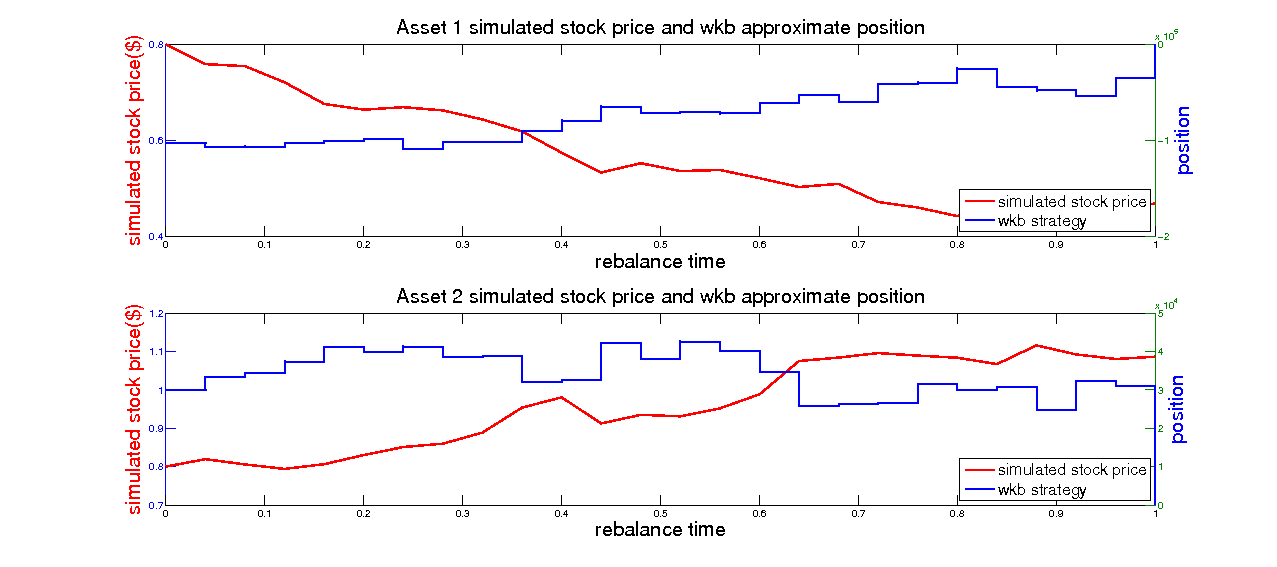 Asset 1 simulated stock price and wkb approximate position
x 10^5
simulated stock price($)
0.8
0.6
0.4
0
-1
-2
position
simulated stock price
wkb strategy
0 0.1 0.2 0.3 0.4 0.5 0.6 0.7 0.8 0.9 1
rebalance time
Asset 2 simulated stock price and wkb approximate position
x 10^4
simulated stock price($)
1.2
1.1
1
0.9
0.8
0.7
5
4
3
2
1
0
position
simulated stock price
wkb strategy
0 0.1 0.2 0.3 0.4 0.5 0.6 0.7 0.8 0.9 1
rebalance time